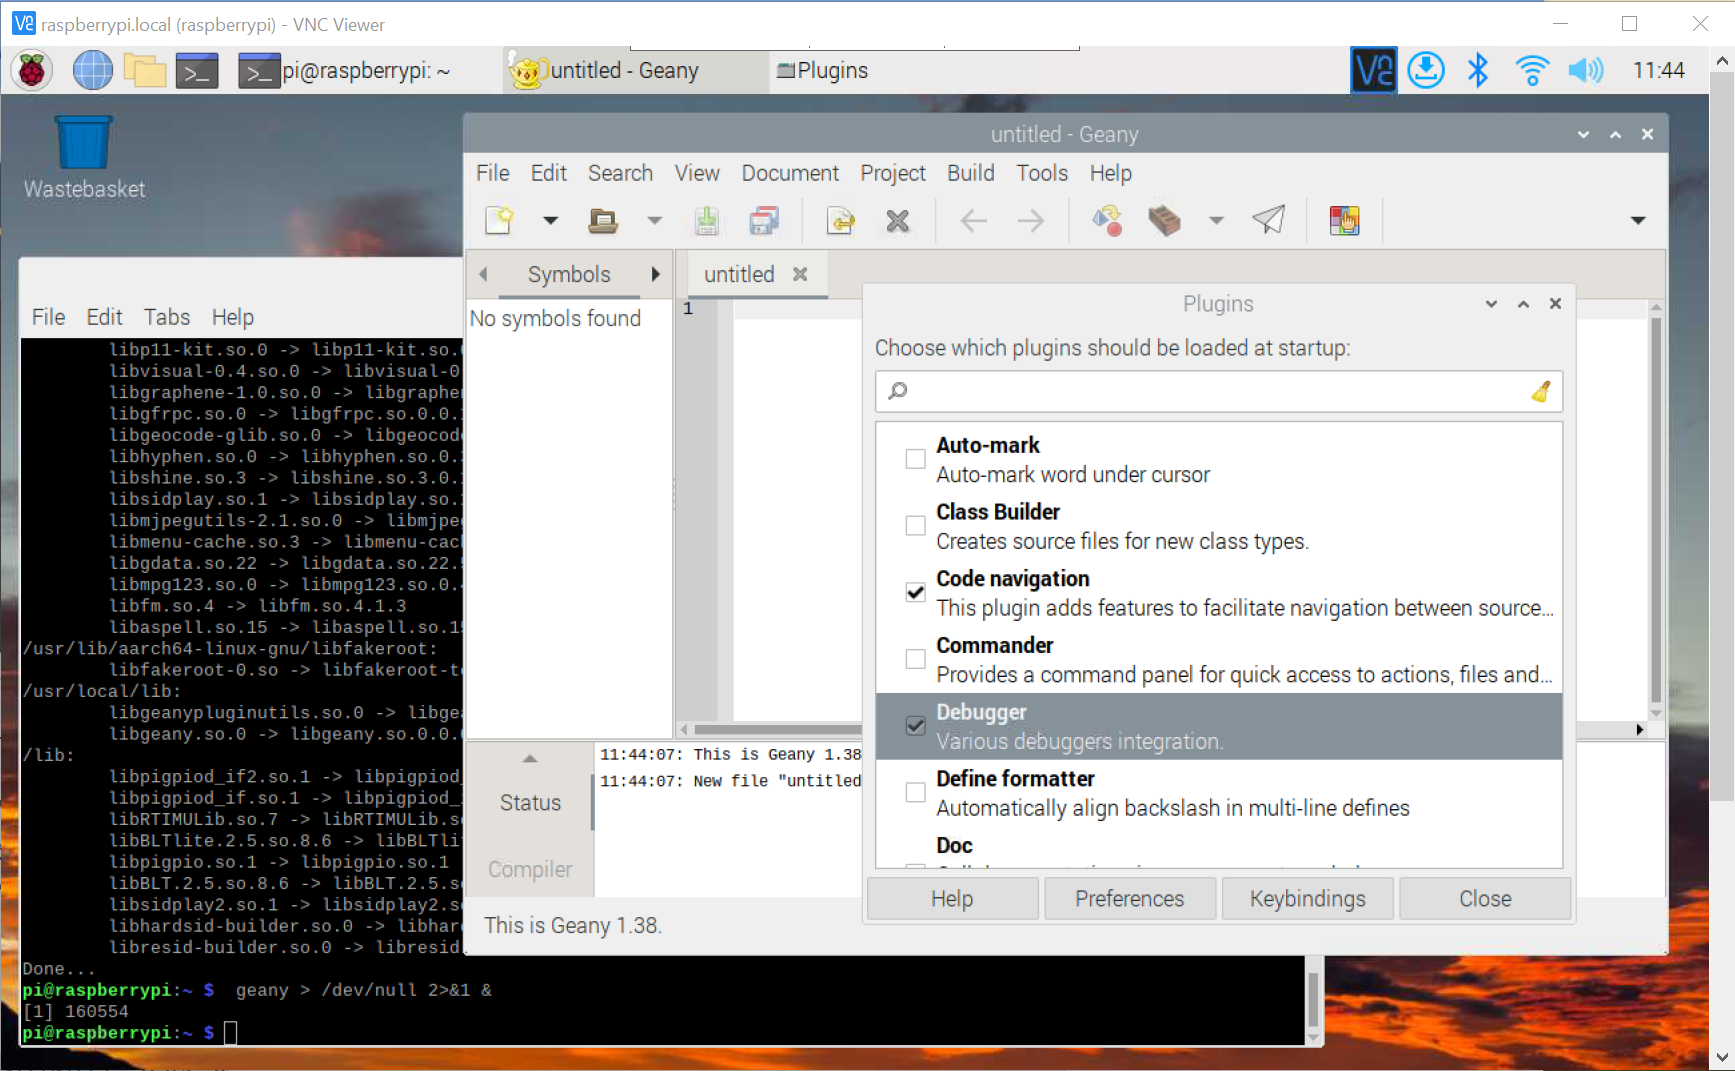 raspberrypi.local (raspberrypi) - VNC Viewer
pi@raspberrypi: ~
untitled - Geany
Plugins
11:44
Wastebasket
untitled - Geany
File Edit Search View Document Project Build Tools Help
Symbols
untitled
No symbols found
1
File Edit Tabs Help
libp11-kit.so.0 -> libp11-kit.so.
libvisual-0.4.so.0 -> libvisual-0
libgraphene-1.0.so.0 -> libgraphe
libgfrpc.so.0 -> libgfrpc.so.0.0.
libgeocode-glib.so.0 -> libgeocod
libhyphen.so.0 -> libhyphen.so.0.
libshine.so.3 -> libshine.so.3.0.
libsidplay.so.1 -> libsidplay.so.
libmjpegutils-2.1.so.0 -> libmjpe
libmenu-cache.so.3 -> libmenu-cac
libgdata.so.22 -> libgdata.so.22.
libmpg123.so.0 -> libmpg123.so.0.
libfm.so.4 -> libfm.so.4.1.3
libaspell.so.15 -> libaspell.so.15
/usr/lib/aarch64-linux-gnu/libfakeroot:
libfakeroot-0.so -> libfakeroot-t
/usr/local/lib:
libgeanypluginutils.so.0 -> libge
libgeany.so.0 -> libgeany.so.0.0.
/lib:
libpigpiod_if2.so.1 -> libpigpiod_
libpigpiod_if.so.1 -> libpigpiod_
libRTIMULib.so.7 -> libRTIMULib.s
libBLTlite.2.5.so.8.6 -> libBLTli
libpigpio.so.1 -> libpigpio.so.1
libBLT.2.5.so.8.6 -> libBLT.2.5.s
libsidplay2.so.1 -> libsidplay2.s
libhardsid-builder.so.0 -> libhar
libresid-builder.so.0 -> libresid
Done...
pi@raspberrypi:~ $ geany > /dev/null 2>&1 &
[1] 160554
pi@raspberrypi:~ $
11:44:07: This is Geany 1.38
11:44:07: New file "untitled
Status
Compiler
This is Geany 1.38.
Plugins
Choose which plugins should be loaded at startup:
Auto-mark
Auto-mark word under cursor
Class Builder
Creates source files for new class types.
Code navigation
This plugin adds features to facilitate navigation between source...
Commander
Provides a command panel for quick access to actions, files and...
Debugger
Various debuggers integration.
Define formatter
Automatically align backslash in multi-line defines
Doc
Help Preferences Keybindings Close